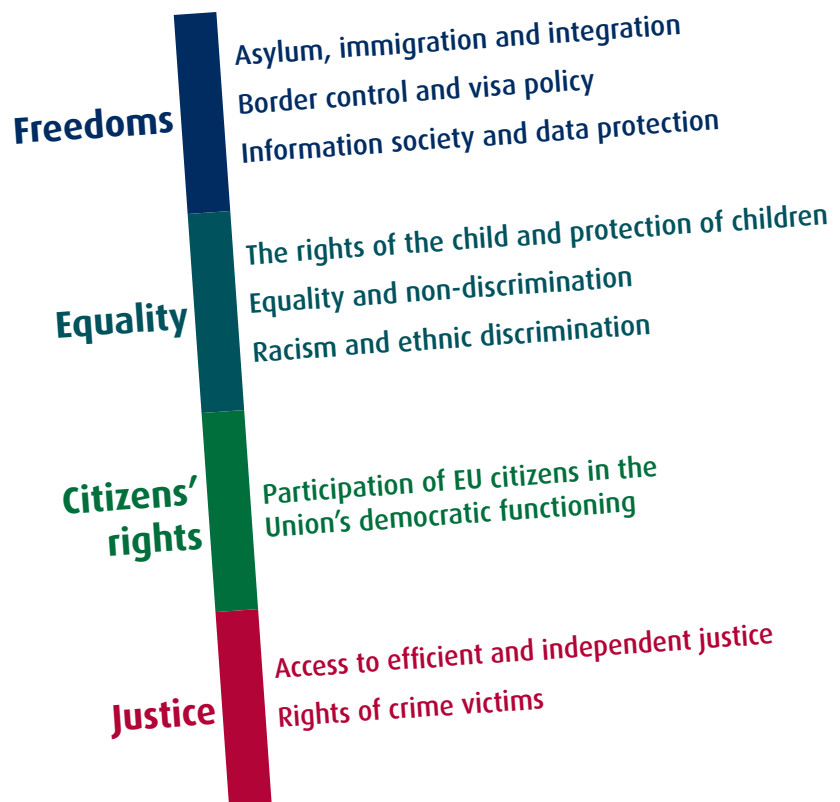 Freedoms
Asylum, immigration and integration
Border control and visa policy
Information society and data protection
Equality
The rights of the child and protection of children
Equality and non-discrimination
Racism and ethnic discrimination
Citizens’
rights
Participation of EU citizens in the
Union’s democratic functioning
Justice
Access to efficient and independent justice
Rights of crime victims